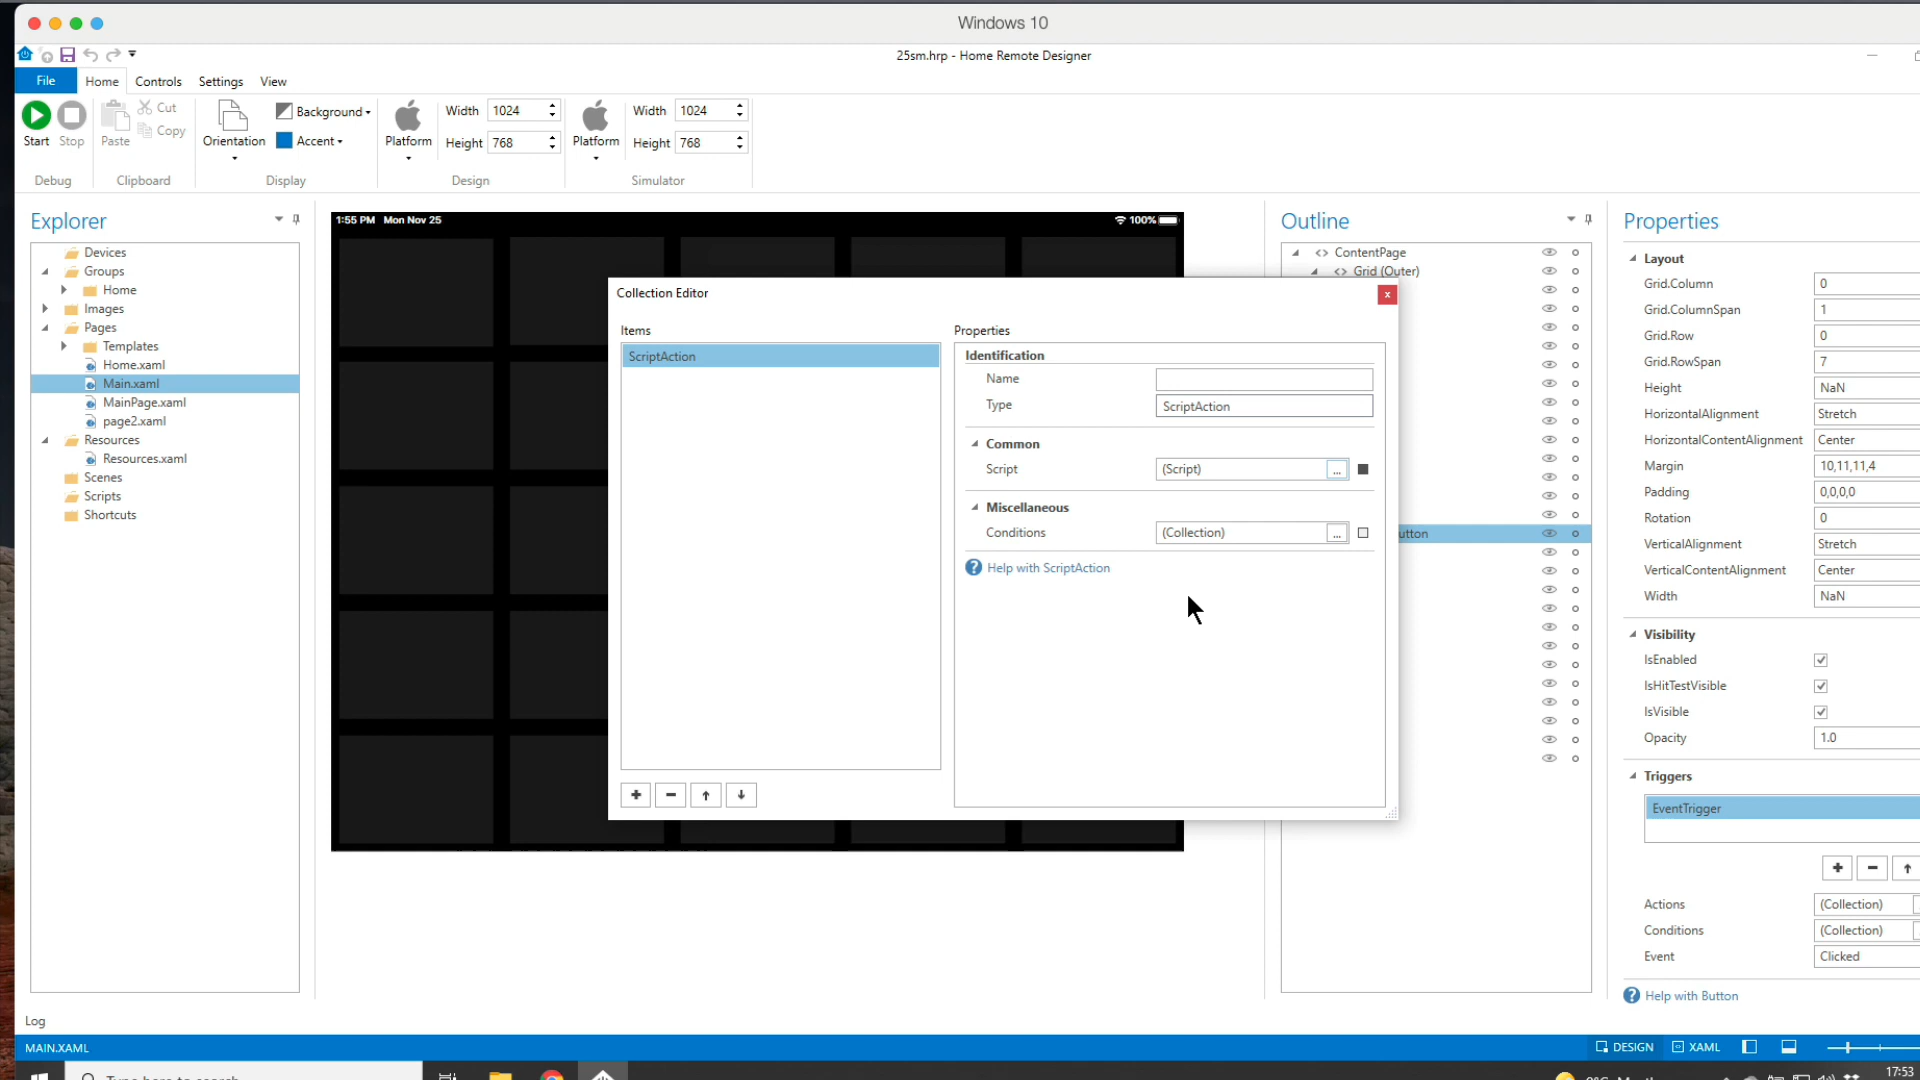 Windows 10
25sm.hrp - Home Remote Designer
File
Home
Controls
Settings
View
Start
Stop
Debug
Paste
Cut
Copy
Clipboard
Orientation
Background
Accent
Display
Platform
Width 1024
Height 768
Design
Platform
Width 1024
Height 768
Simulator
Explorer
Devices
Groups
Home
Images
Pages
Templates
Home.xaml
Main.xaml
MainPage.xaml
page2.xaml
Resources
Resources.xaml
Scenes
Scripts
Shortcuts
1:55 PM Mon Nov 25
100%
Collection Editor
x
Items
ScriptAction
Properties
Identification
Name
Type ScriptAction
Common
Script (Script) ...
Miscellaneous
Conditions (Collection) ...
? Help with ScriptAction
Outline
<> ContentPage
<> Grid (Outer)
utton
Properties
Layout
Grid.Column 0
Grid.ColumnSpan 1
Grid.Row 0
Grid.RowSpan 7
Height NaN
HorizontalAlignment Stretch
HorizontalContentAlignment Center
Margin 10,11,11,4
Padding 0,0,0,0
Rotation 0
VerticalAlignment Stretch
VerticalContentAlignment Center
Width NaN
Visibility
IsEnabled
IsHitTestVisible
IsVisible
Opacity 1.0
Triggers
EventTrigger
Actions (Collection)
Conditions (Collection)
Event Clicked
? Help with Button
Log
MAIN.XAML
DESIGN
XAML
17:53